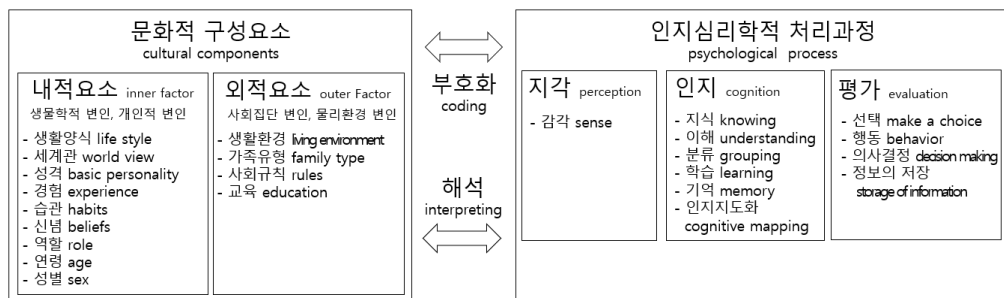 문화적 구성요소
cultural components
내적요소 inner factor
생물학적 변인, 개인적 변인
- 생활양식 life style
- 세계관 world view
- 성격 basic personality
- 경험 experience
- 습관 habits
- 신념 beliefs
- 역할 role
- 연령 age
- 성별 sex
외적요소 outer Factor
사회집단 변인, 물리환경 변인
- 생활환경 living environment
- 가족유형 family type
- 사회규칙 rules
- 교육 education
부호화
coding
해석
interpreting
인지심리학적 처리과정
psychological process
지각 perception
- 감각 sense
인지 cognition
- 지식 knowing
- 이해 understanding
- 분류 grouping
- 학습 learning
- 기억 memory
- 인지지도화
cognitive mapping
평가 evaluation
- 선택 make a choice
- 행동 behavior
- 의사결정 decision making
- 정보의 저장
storage of information